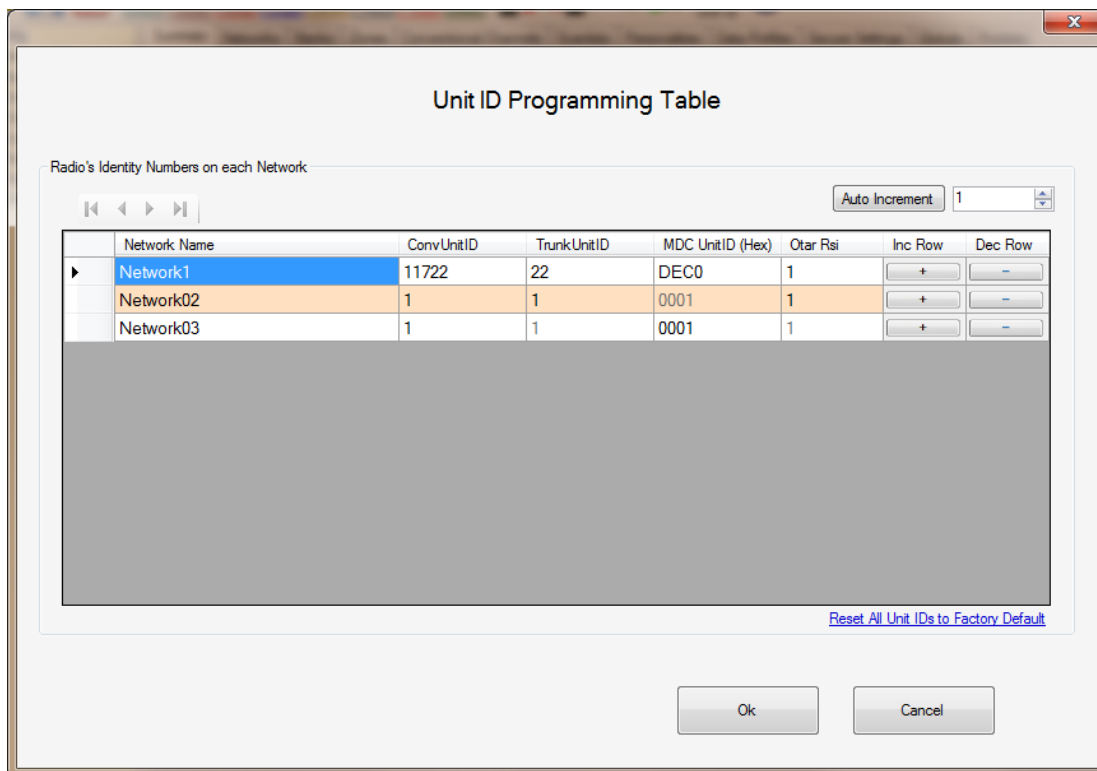 x
Unit ID Programming Table
Radio's Identity Numbers on each Network
Auto Increment 1
Network Name ConvUnitID TrunkUnitID MDC UnitID (Hex) Otar Rsi Inc Row Dec Row
Network1 11722 22 DEC0 1 + -
Network02 1 1 0001 1 + -
Network03 1 1 0001 1 + -
Reset All Unit IDs to Factory Default
Ok Cancel